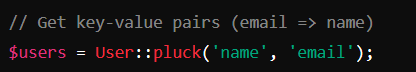 // Get key-value pairs (email => name)
$users = User::pluck('name', 'email');